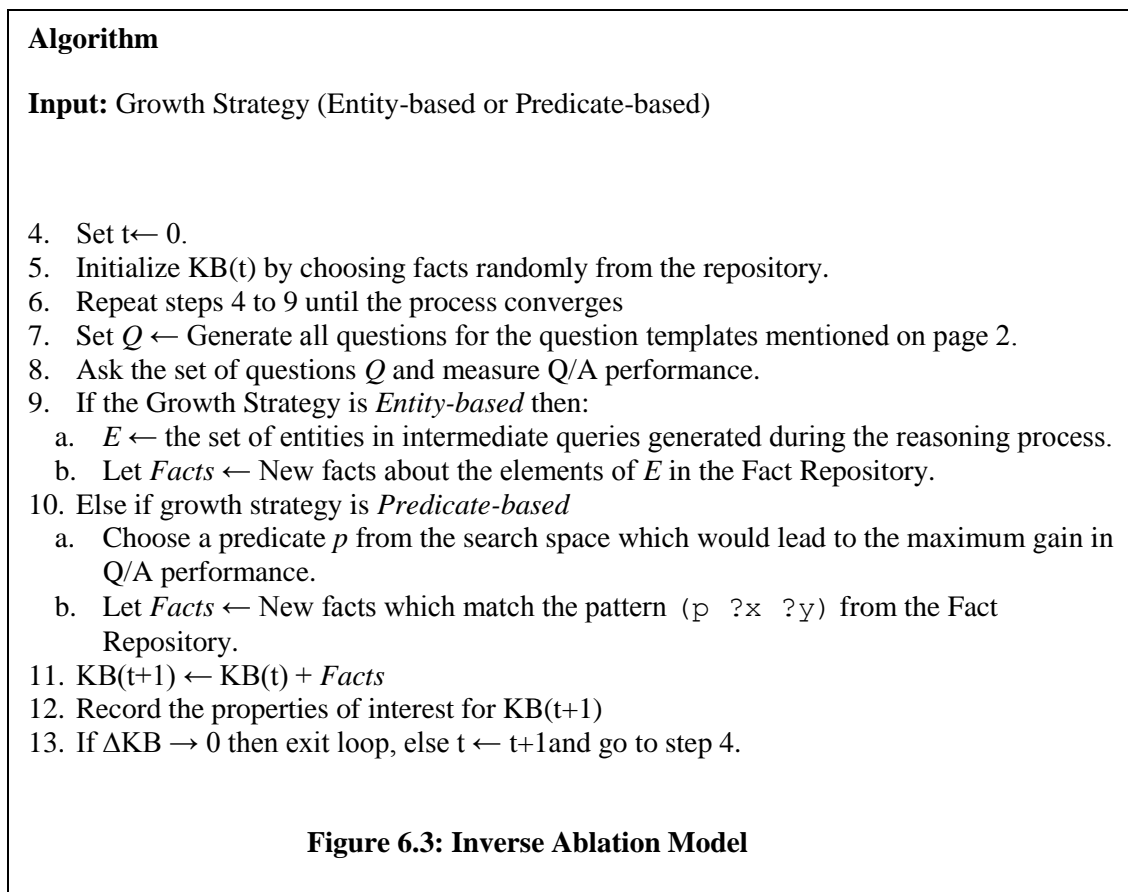 Algorithm
Input: Growth Strategy (Entity-based or Predicate-based)
4. Set t← 0.
5. Initialize KB(t) by choosing facts randomly from the repository.
6. Repeat steps 4 to 9 until the process converges
7. Set Q ← Generate all questions for the question templates mentioned on page 2.
8. Ask the set of questions Q and measure Q/A performance.
9. If the Growth Strategy is Entity-based then:
a. E ← the set of entities in intermediate queries generated during the reasoning process.
b. Let Facts ← New facts about the elements of E in the Fact Repository.
10. Else if growth strategy is Predicate-based
a. Choose a predicate p from the search space which would lead to the maximum gain in
Q/A performance.
b. Let Facts ← New facts which match the pattern (p ?x ?y) from the Fact
Repository.
11. KB(t+1) ← KB(t) + Facts
12. Record the properties of interest for KB(t+1)
13. If ΔKB → 0 then exit loop, else t ← t+1and go to step 4.
Figure 6.3: Inverse Ablation Model